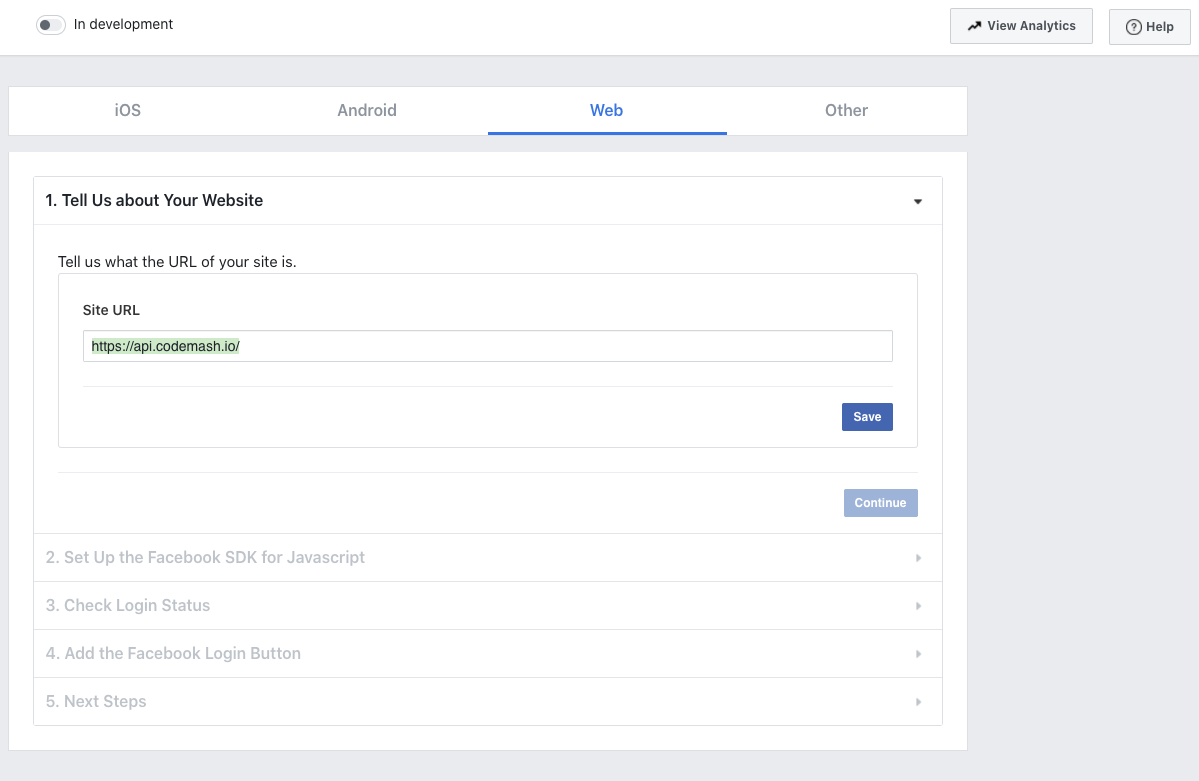 In development
View Analytics
Help
iOS
Android
Web
Other
1. Tell Us about Your Website
Tell us what the URL of your site is.
Site URL
https://api.codemash.io/
Save
Continue
2. Set Up the Facebook SDK for Javascript
3. Check Login Status
4. Add the Facebook Login Button
5. Next Steps